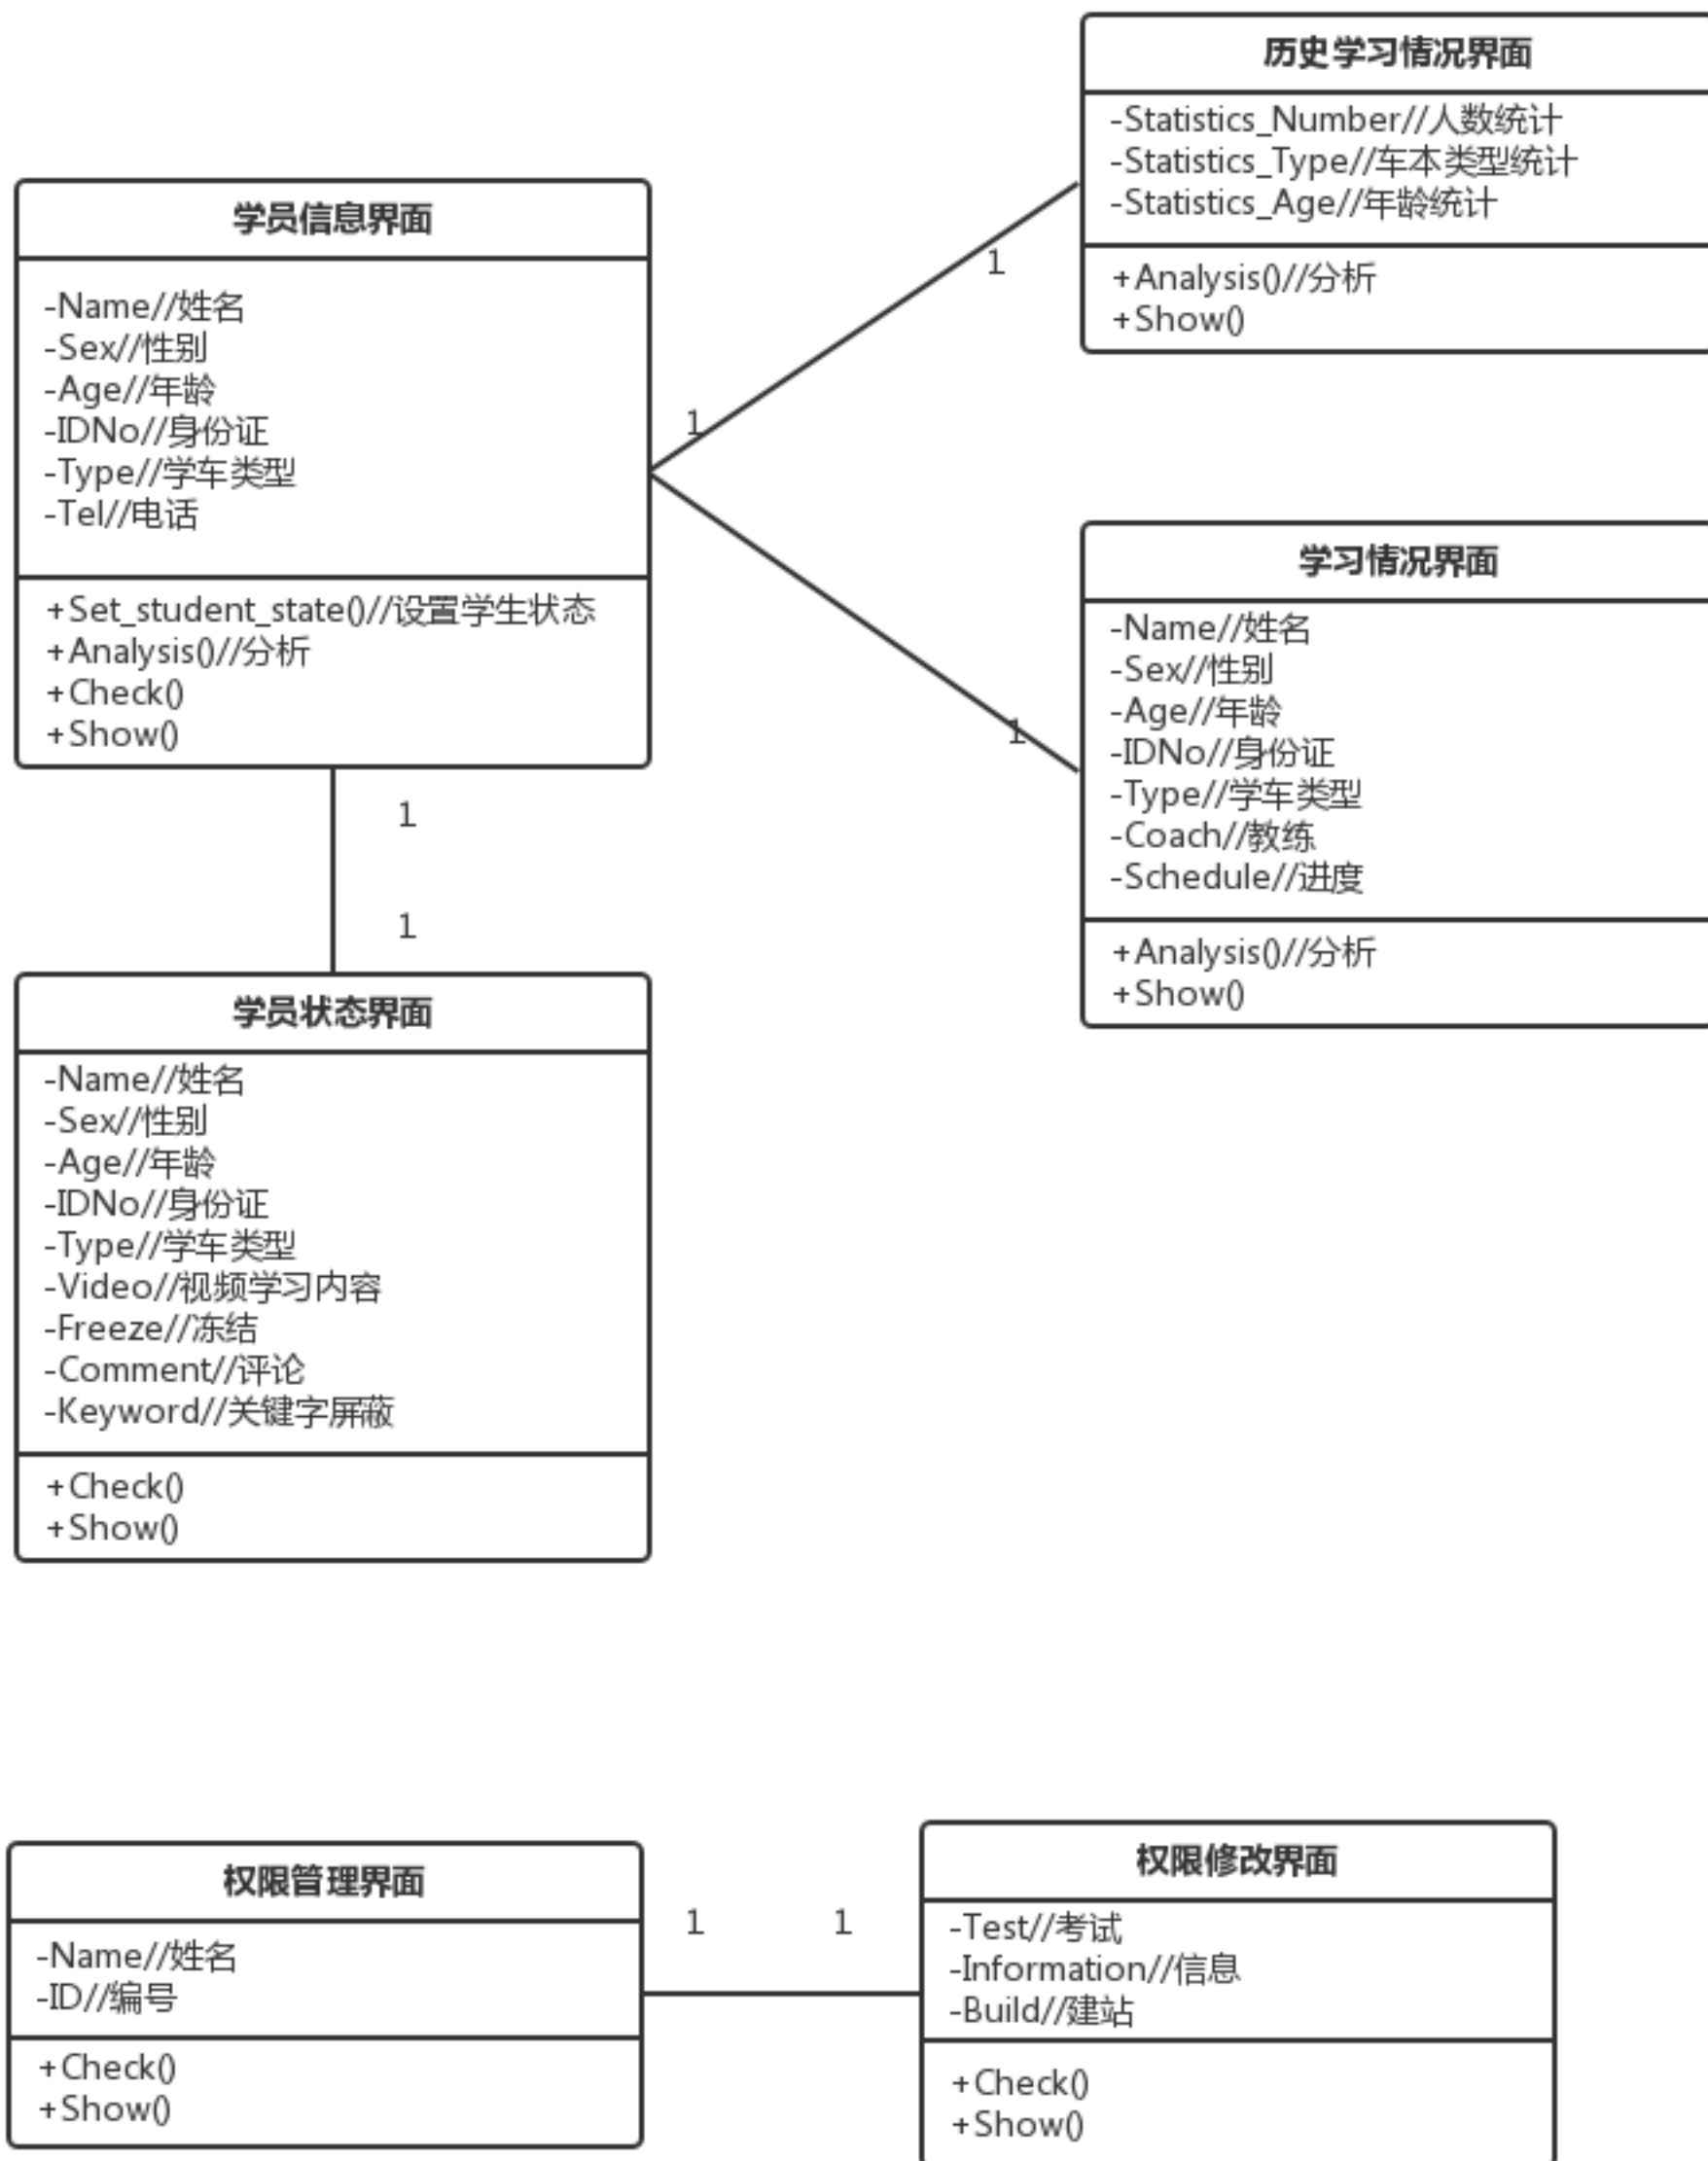 历史学习情况界面
-Statistics_Number//人数统计
-Statistics_Type//车本类型统计
-Statistics_Age//年龄统计
+Analysis()//分析
+Show()
学员信息界面
-Name//姓名
-Sex//性别
-Age//年龄
-IDNo//身份证
-Type//学车类型
-Tel//电话
+Set_student_state()//设置学生状态
+Analysis()//分析
+Check()
+Show()
1
1
1
学习情况界面
-Name//姓名
-Sex//性别
-Age//年龄
-IDNo//身份证
-Type//学车类型
-Coach//教练
-Schedule//进度
+Analysis()//分析
+Show()
1
1
学员状态界面
-Name//姓名
-Sex//性别
-Age//年龄
-IDNo//身份证
-Type//学车类型
-Video//视频学习内容
-Freeze//冻结
-Comment//评论
-Keyword//关键字屏蔽
+Check()
+Show()
权限管理界面
-Name//姓名
-ID//编号
+Check()
+Show()
1
1
权限修改界面
-Test//考试
-Information//信息
-Build//建站
+Check()
+Show()